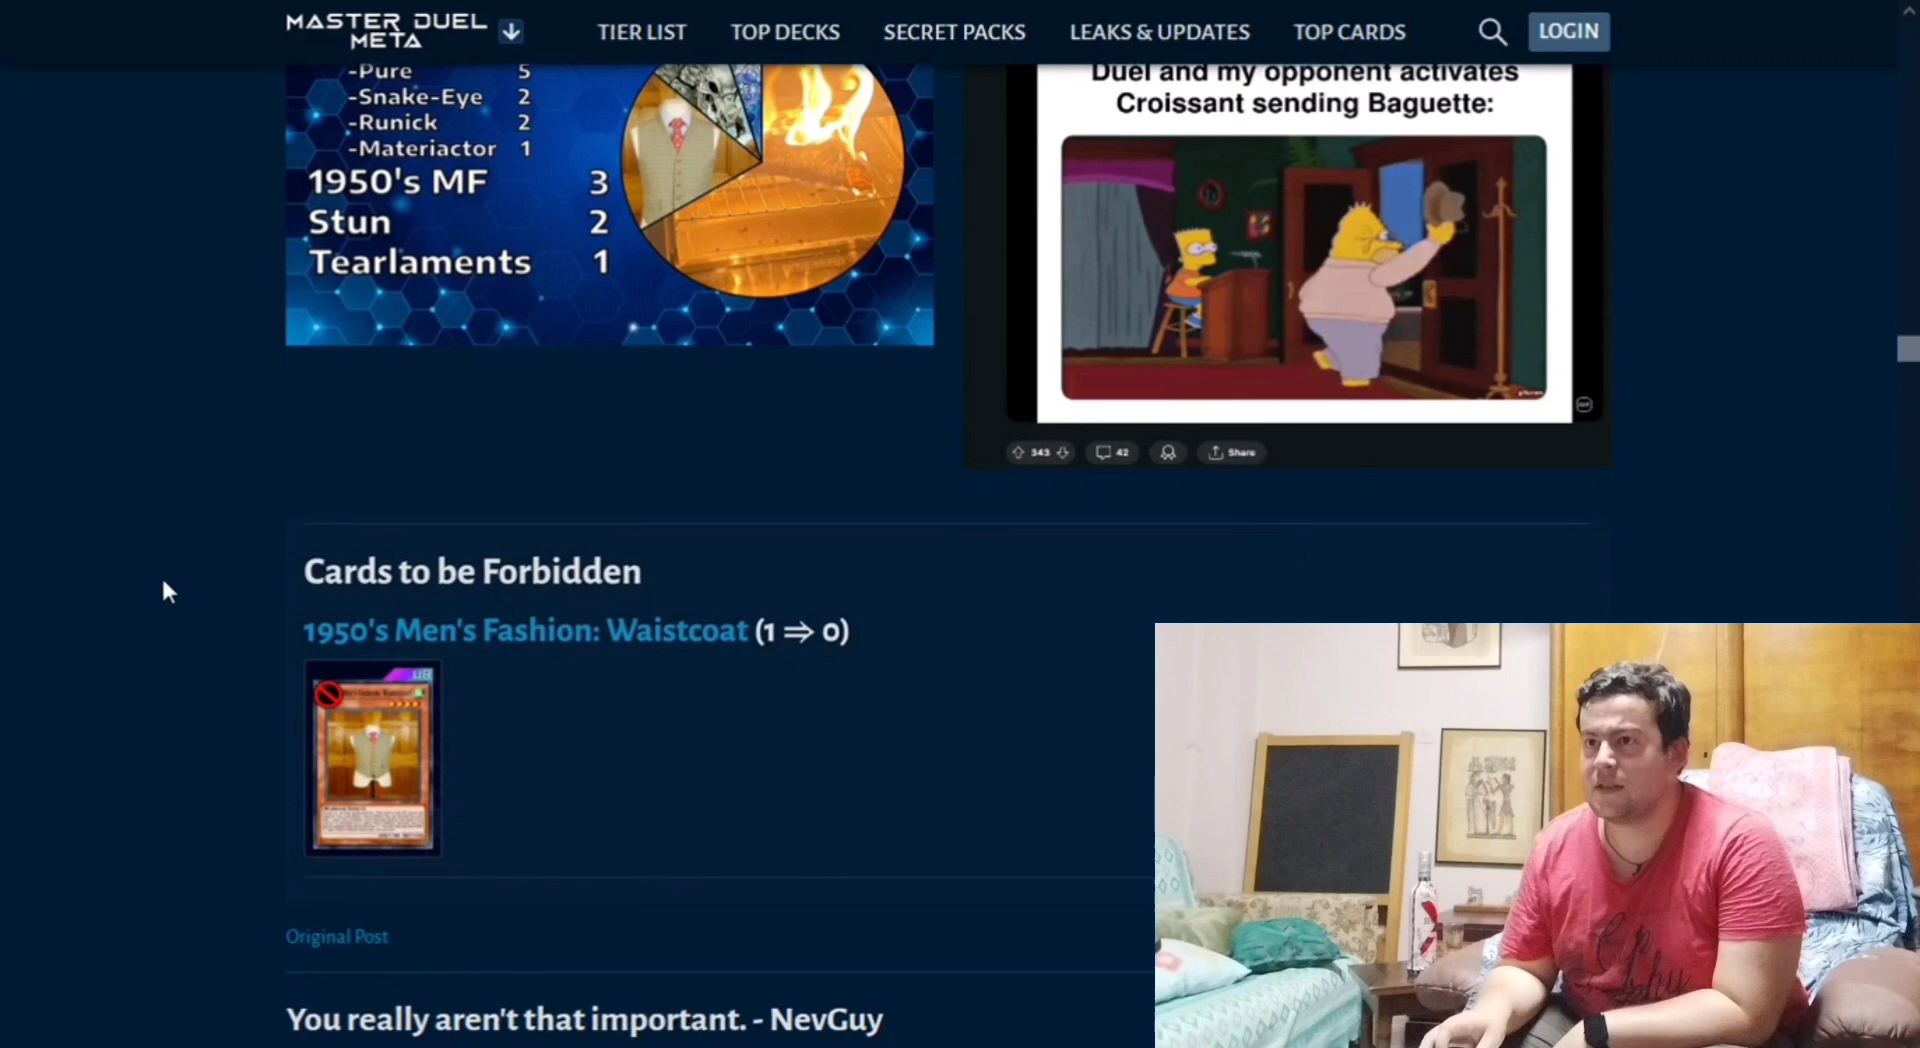 MASTER DUEL
META
TIER LIST
TOP DECKS
SECRET PACKS
LEAKS & UPDATES
TOP CARDS
LOGIN
-Pure 5
-Snake-Eye 2
-Runick 2
-Materiactor 1
1950's MF 3
Stun 2
Tearlaments 1
Duel and my opponent activates
Croissant sending Baguette:
343
42
Share
Cards to be Forbidden
1950's Men's Fashion: Waistcoat (1 ⇒ 0)
UR
Original Post
You really aren't that important. - NevGuy